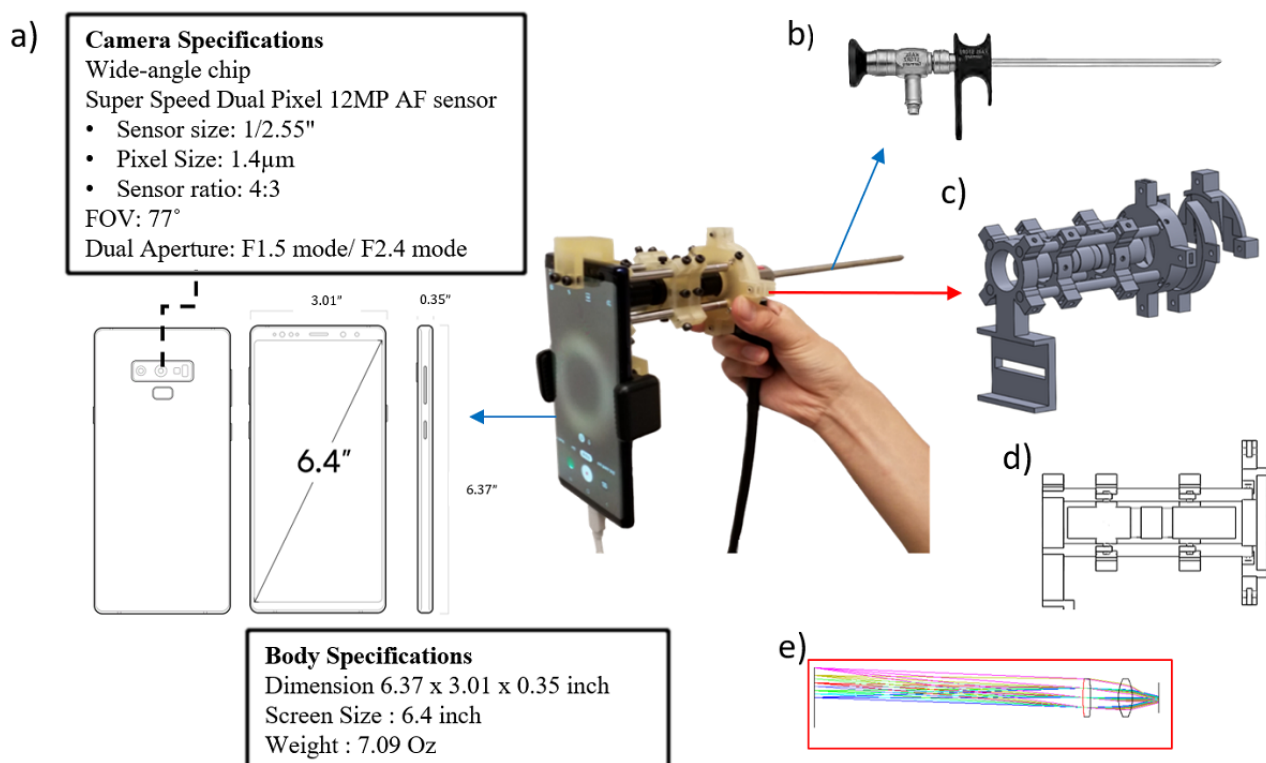 a)
Camera Specifications
Wide-angle chip
Super Speed Dual Pixel 12MP AF sensor
• Sensor size: 1/2.55"
• Pixel Size: 1.4µm
• Sensor ratio: 4:3
FOV: 77˚
Dual Aperture: F1.5 mode/ F2.4 mode
b)
c)
3.01"
0.35"
6.4"
6.37"
d)
Body Specifications
Dimension 6.37 x 3.01 x 0.35 inch
Screen Size : 6.4 inch
Weight : 7.09 Oz
e)